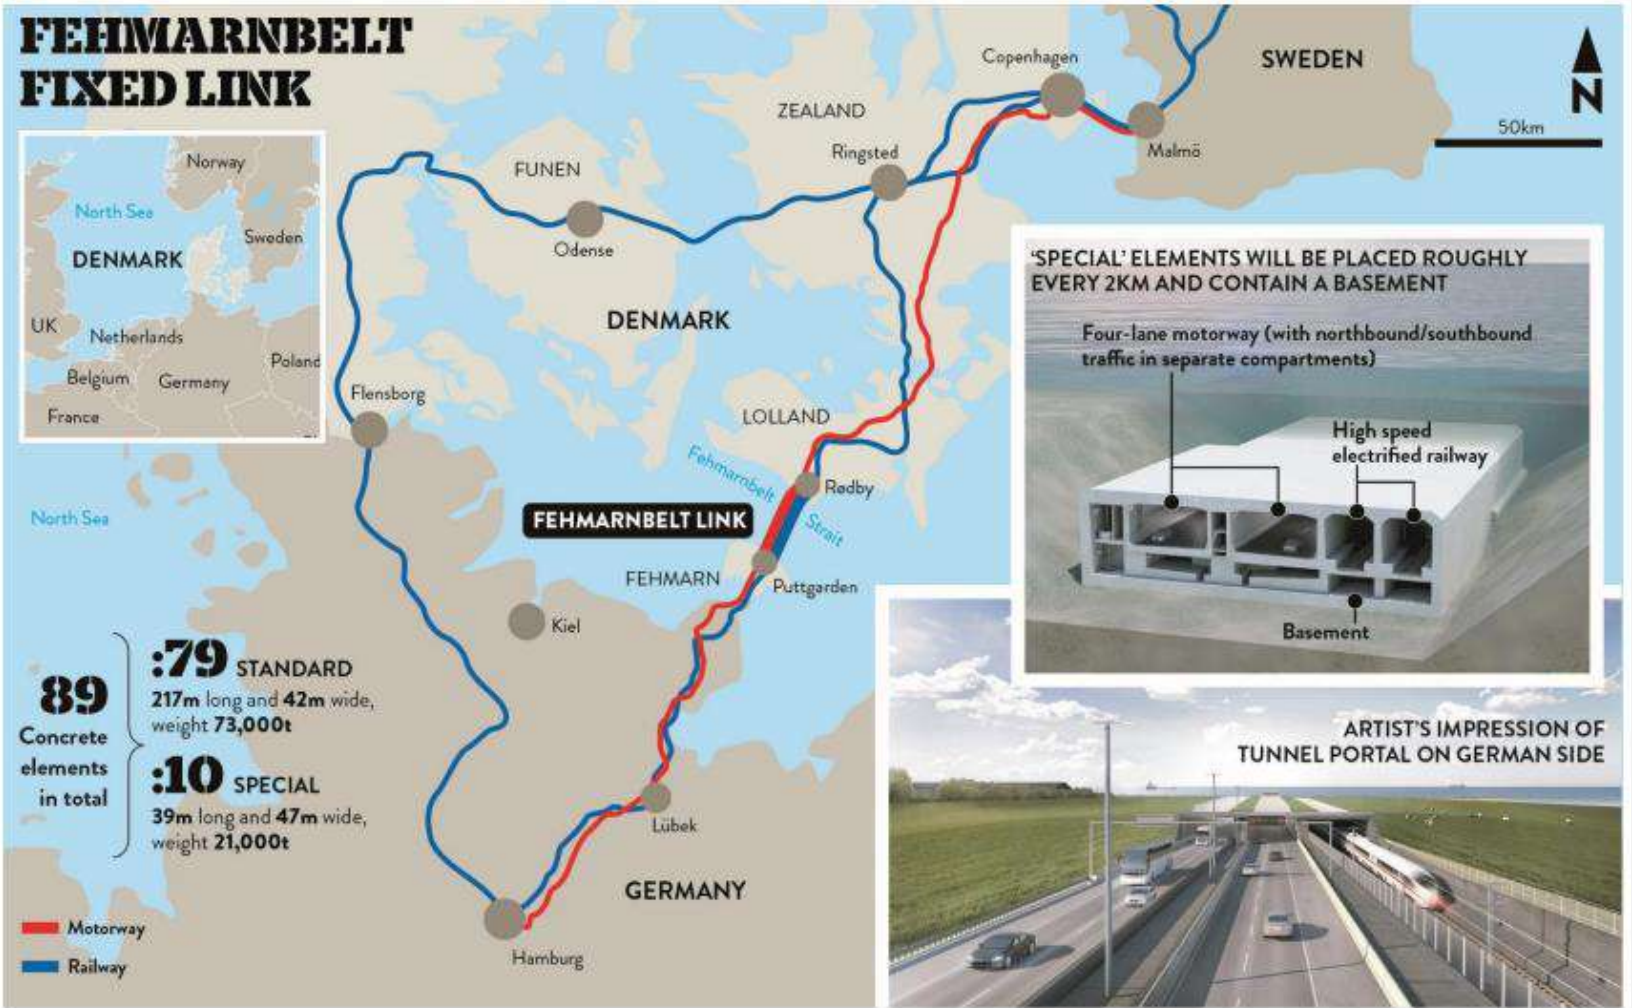 FEHMARNBELT
FIXED LINK
Norway
North Sea
Sweden
DENMARK
UK
Netherlands
Poland
Belgium
Germany
France
Copenhagen
SWEDEN
N
50km
ZEALAND
Malmö
Ringsted
FUNEN
Odense
DENMARK
Flensborg
LOLLAND
Fehmarnbelt
Strait
Rødby
North Sea
FEHMARNBELT LINK
FEHMARN
Puttgarden
Kiel
Lübek
GERMANY
Hamburg
89
Concrete
elements
in total
:79 STANDARD
217m long and 42m wide,
weight 73,000t
:10 SPECIAL
39m long and 47m wide,
weight 21,000t
Motorway
Railway
‘SPECIAL’ ELEMENTS WILL BE PLACED ROUGHLY
EVERY 2KM AND CONTAIN A BASEMENT
Four-lane motorway (with northbound/southbound
traffic in separate compartments)
High speed
electrified railway
Basement
ARTIST’S IMPRESSION OF
TUNNEL PORTAL ON GERMAN SIDE